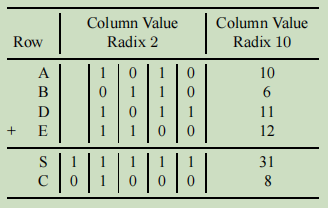 Column Value Column Value
Row Radix 2 Radix 10
A 1 0 1 0 10
B 0 1 1 0 6
D 1 0 1 1 11
+ E 1 1 0 0 12
S 1 1 1 1 1 31
C 0 1 0 0 0 8